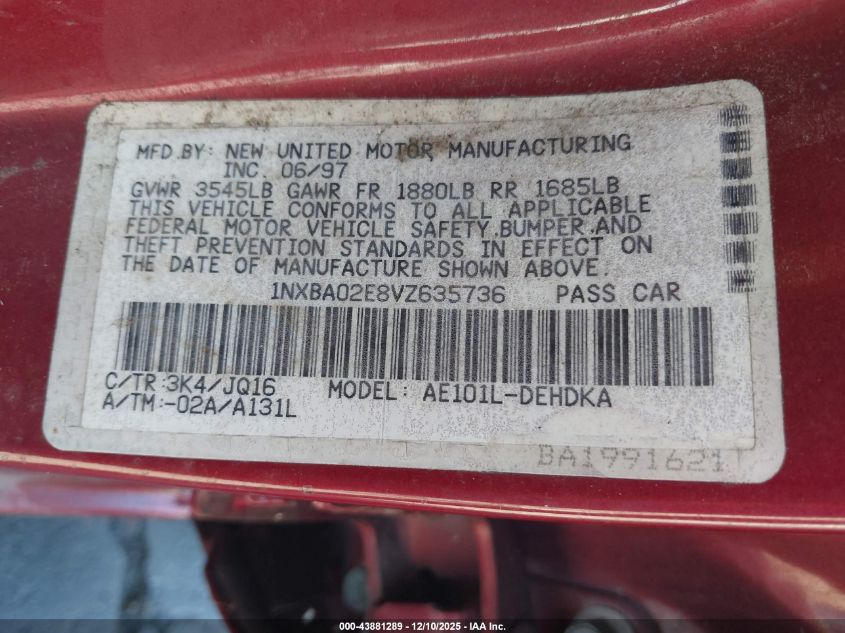 MFD.BY: NEW UNITED MOTOR MANUFACTURING
INC. 06/97
GVWR 3545LB GAWR FR 1880LB RR 1685LB
THIS VEHICLE CONFORMS TO ALL APPLICABLE
FEDERAL MOTOR VEHICLE SAFETY,BUMPER,AND
THEFT PREVENTION STANDARDS IN EFFECT ON
THE DATE OF MANUFACTURE SHOWN ABOVE.
1NXBA02E8VZ635736 PASS CAR
C/TR:3K4/JQ16 MODEL: AE101L-DEHDKA
A/TM:-02A/A131L
BA1991621
000-43881289 - 12/10/2025 - IAA Inc.